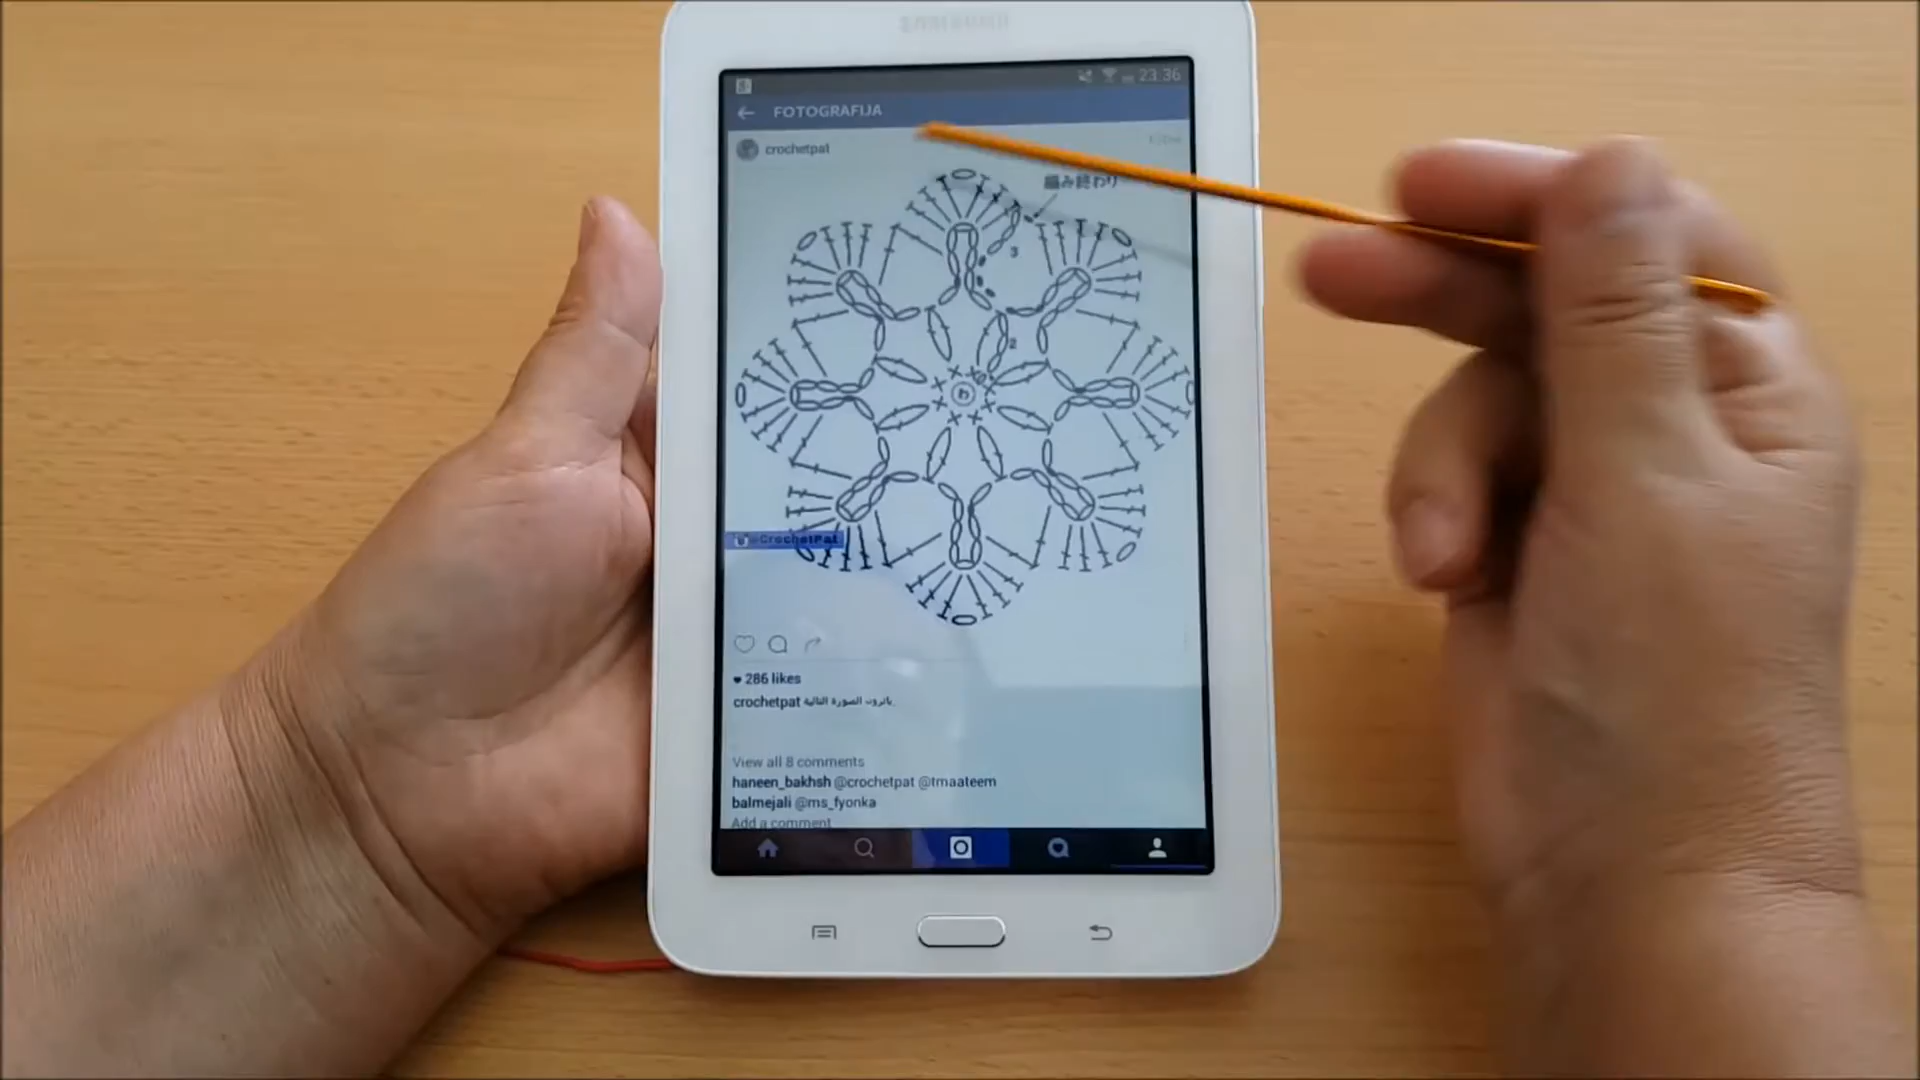 SAMSUNG
23.36
FOTOGRAFIJA
crochetpat
編み終わり
3
2
@CrochetPat
286 likes
crochetpat باترون الصورة التالية
View all 8 comments
haneen_bakhsh @crochetpat @tmaateem
balmejali @ms_fyonka
Add a comment